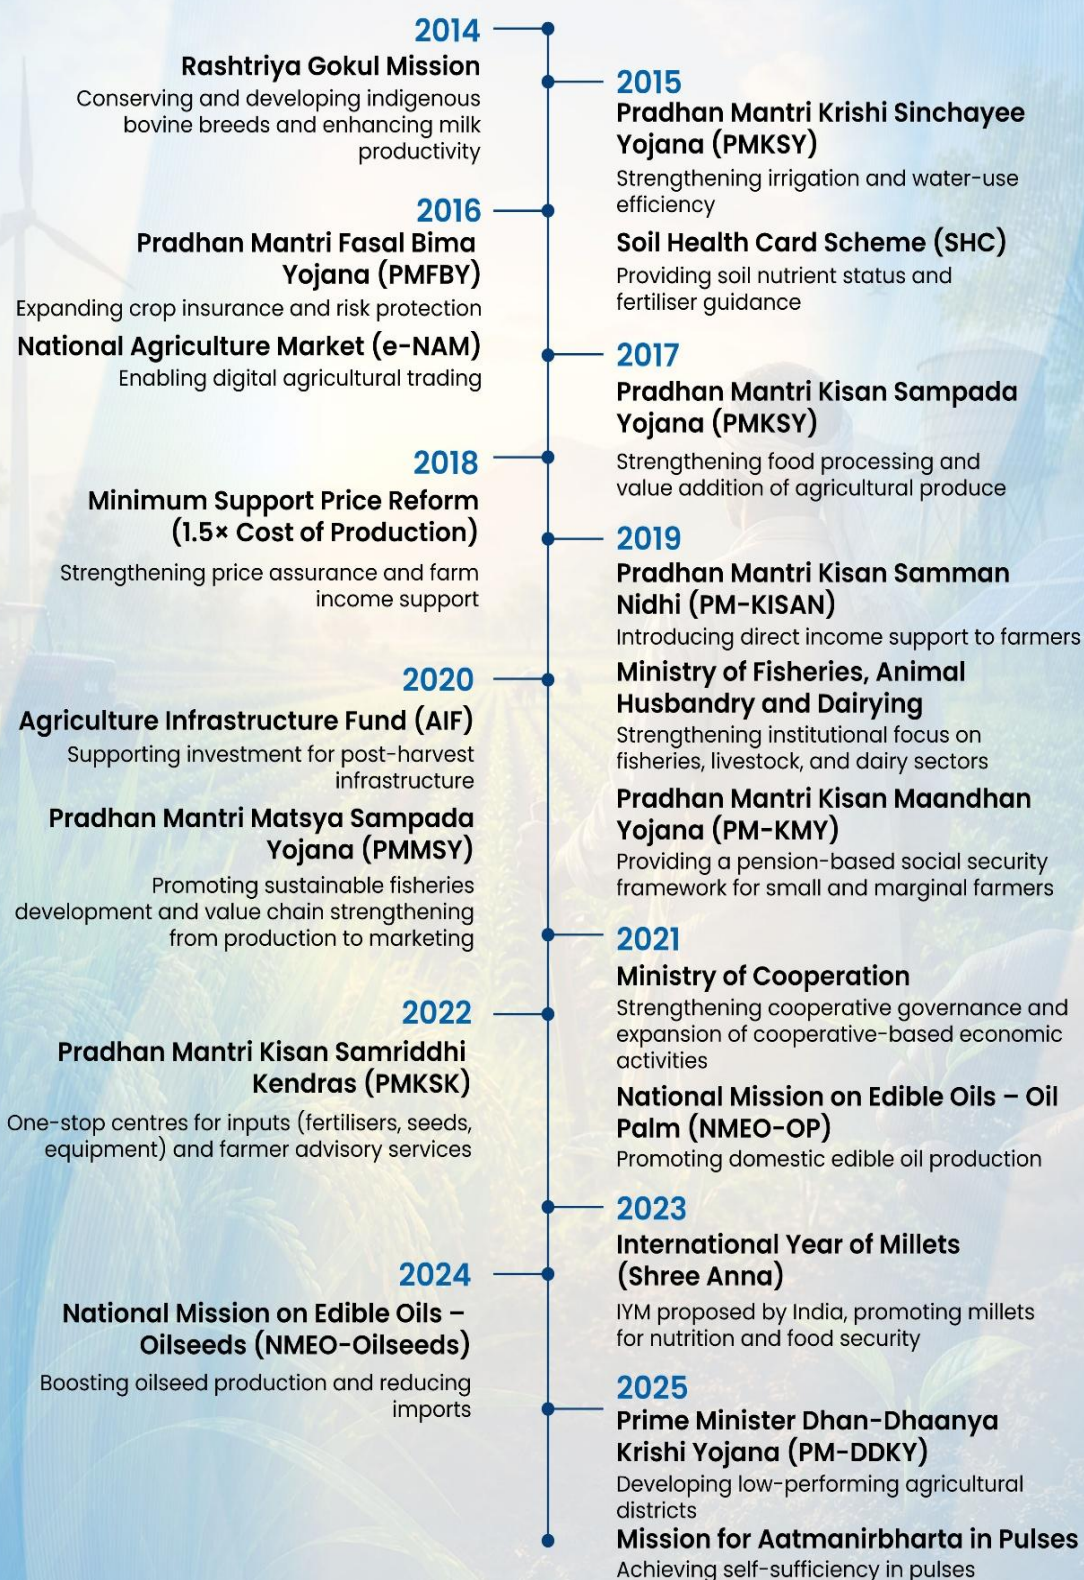 2014
Rashtriya Gokul Mission
Conserving and developing indigenous
bovine breeds and enhancing milk
productivity
2015
Pradhan Mantri Krishi Sinchayee
Yojana (PMKSY)
Strengthening irrigation and water-use
efficiency
Soil Health Card Scheme (SHC)
Providing soil nutrient status and
fertiliser guidance
2016
Pradhan Mantri Fasal Bima
Yojana (PMFBY)
Expanding crop insurance and risk protection
National Agriculture Market (e-NAM)
Enabling digital agricultural trading
2017
Pradhan Mantri Kisan Sampada
Yojana (PMKSY)
Strengthening food processing and
value addition of agricultural produce
2018
Minimum Support Price Reform
(1.5× Cost of Production)
Strengthening price assurance and farm
income support
2019
Pradhan Mantri Kisan Samman
Nidhi (PM-KISAN)
Introducing direct income support to farmers
Ministry of Fisheries, Animal
Husbandry and Dairying
Strengthening institutional focus on
fisheries, livestock, and dairy sectors
Pradhan Mantri Kisan Maandhan
Yojana (PM-KMY)
Providing a pension-based social security
framework for small and marginal farmers
2020
Agriculture Infrastructure Fund (AIF)
Supporting investment for post-harvest
infrastructure
Pradhan Mantri Matsya Sampada
Yojana (PMMSY)
Promoting sustainable fisheries
development and value chain strengthening
from production to marketing
2021
Ministry of Cooperation
Strengthening cooperative governance and
expansion of cooperative-based economic
activities
National Mission on Edible Oils – Oil
Palm (NMEO-OP)
Promoting domestic edible oil production
2022
Pradhan Mantri Kisan Samriddhi
Kendras (PMKSK)
One-stop centres for inputs (fertilisers, seeds,
equipment) and farmer advisory services
2023
International Year of Millets
(Shree Anna)
IYM proposed by India, promoting millets
for nutrition and food security
2024
National Mission on Edible Oils –
Oilseeds (NMEO-Oilseeds)
Boosting oilseed production and reducing
imports
2025
Prime Minister Dhan-Dhaanya
Krishi Yojana (PM-DDKY)
Developing low-performing agricultural
districts
Mission for Aatmanirbharta in Pulses
Achieving self-sufficiency in pulses